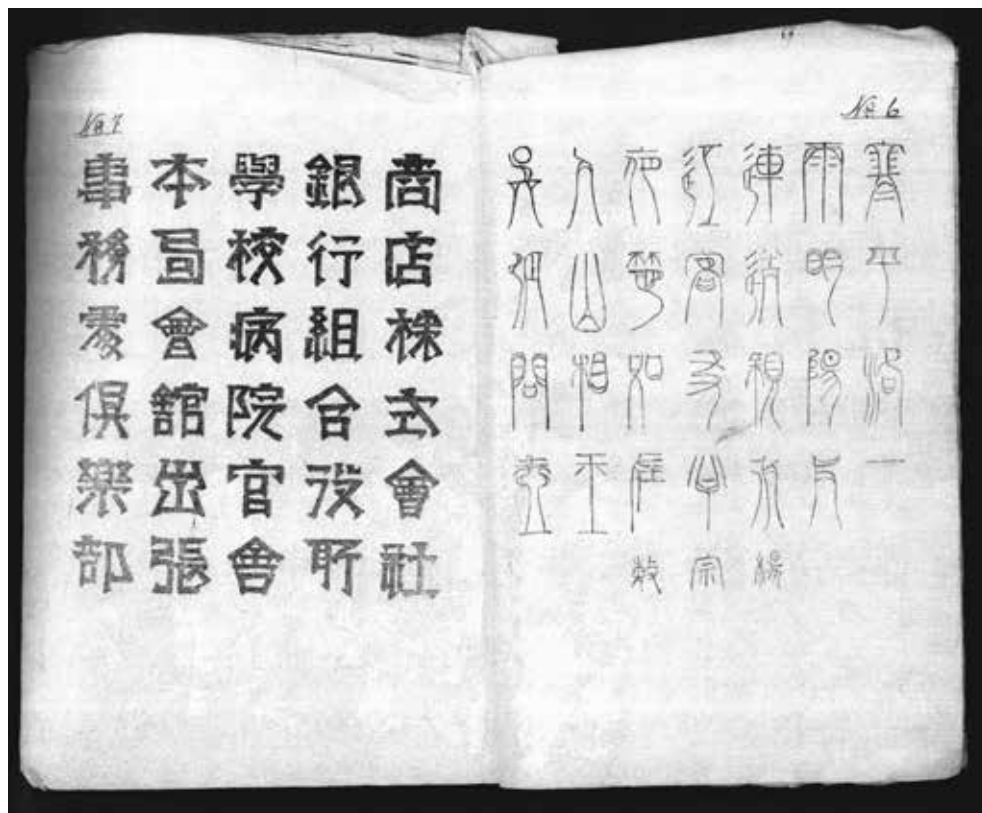 No 6
寒雨連江夜入吳
平明送客楚山孤
洛陽親友如相問
一片冰心在玉壺
宗
No 7
商店株式會社
銀行組合役所
學校病院官舍
本局會館出張
事務處俱樂部